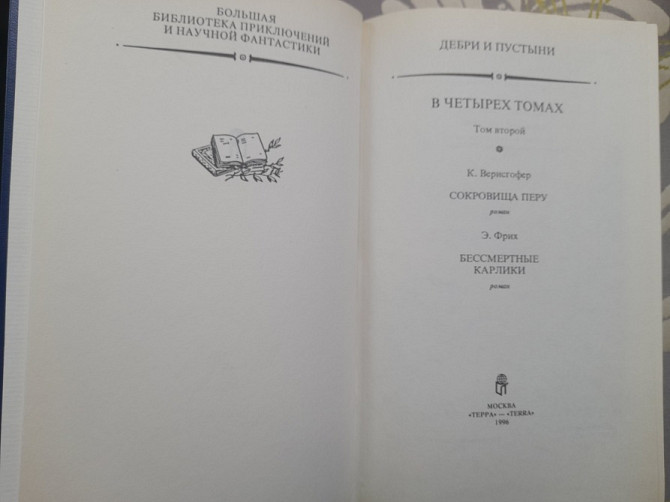 БОЛЬШАЯ
БИБЛИОТЕКА ПРИКЛЮЧЕНИЙ
И НАУЧНОЙ ФАНТАСТИКИ
ДЕБРИ И ПУСТЫНИ
В ЧЕТЫРЕХ ТОМАХ
Том второй
К. Верисгофер
СОКРОВИЩА ПЕРУ
роман
Э. Фрих
БЕССМЕРТНЫЕ
КАРЛИКИ
роман
МОСКВА
«ТЕРРА» — «TERRA»
1996